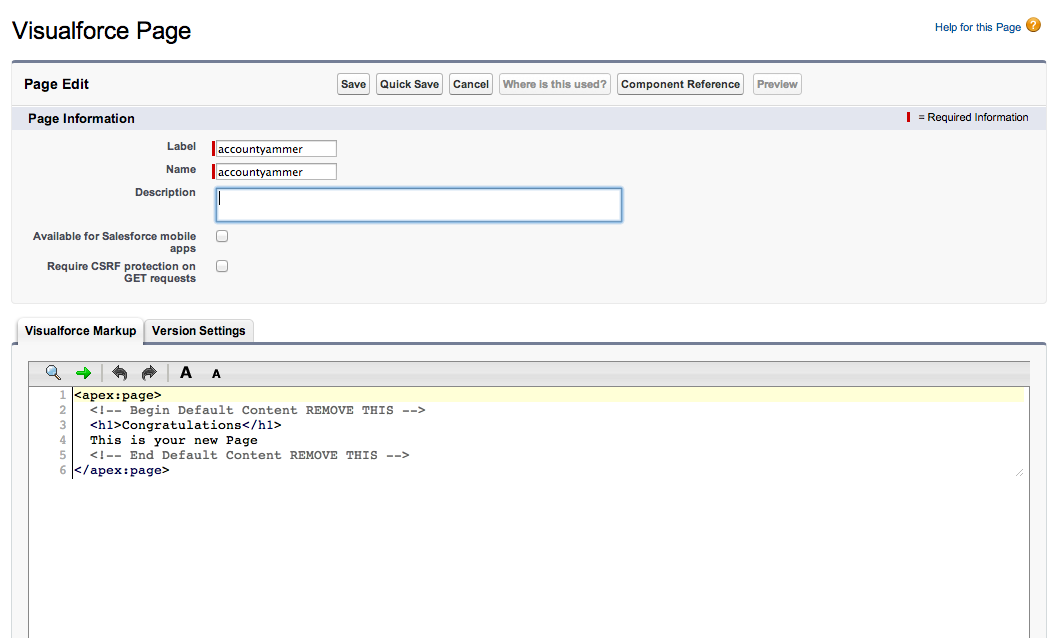 Visualforce Page
Help for this Page ?
Page Edit
Save Quick Save Cancel Where is this used? Component Reference Preview
Page Information
= Required Information
Label accountyammer
Name accountyammer
Description
Available for Salesforce mobile
apps
Require CSRF protection on
GET requests
Visualforce Markup Version Settings
A A
1 <apex:page>
2 <!-- Begin Default Content REMOVE THIS -->
3 <h1>Congratulations</h1>
4 This is your new Page
5 <!-- End Default Content REMOVE THIS -->
6 </apex:page>